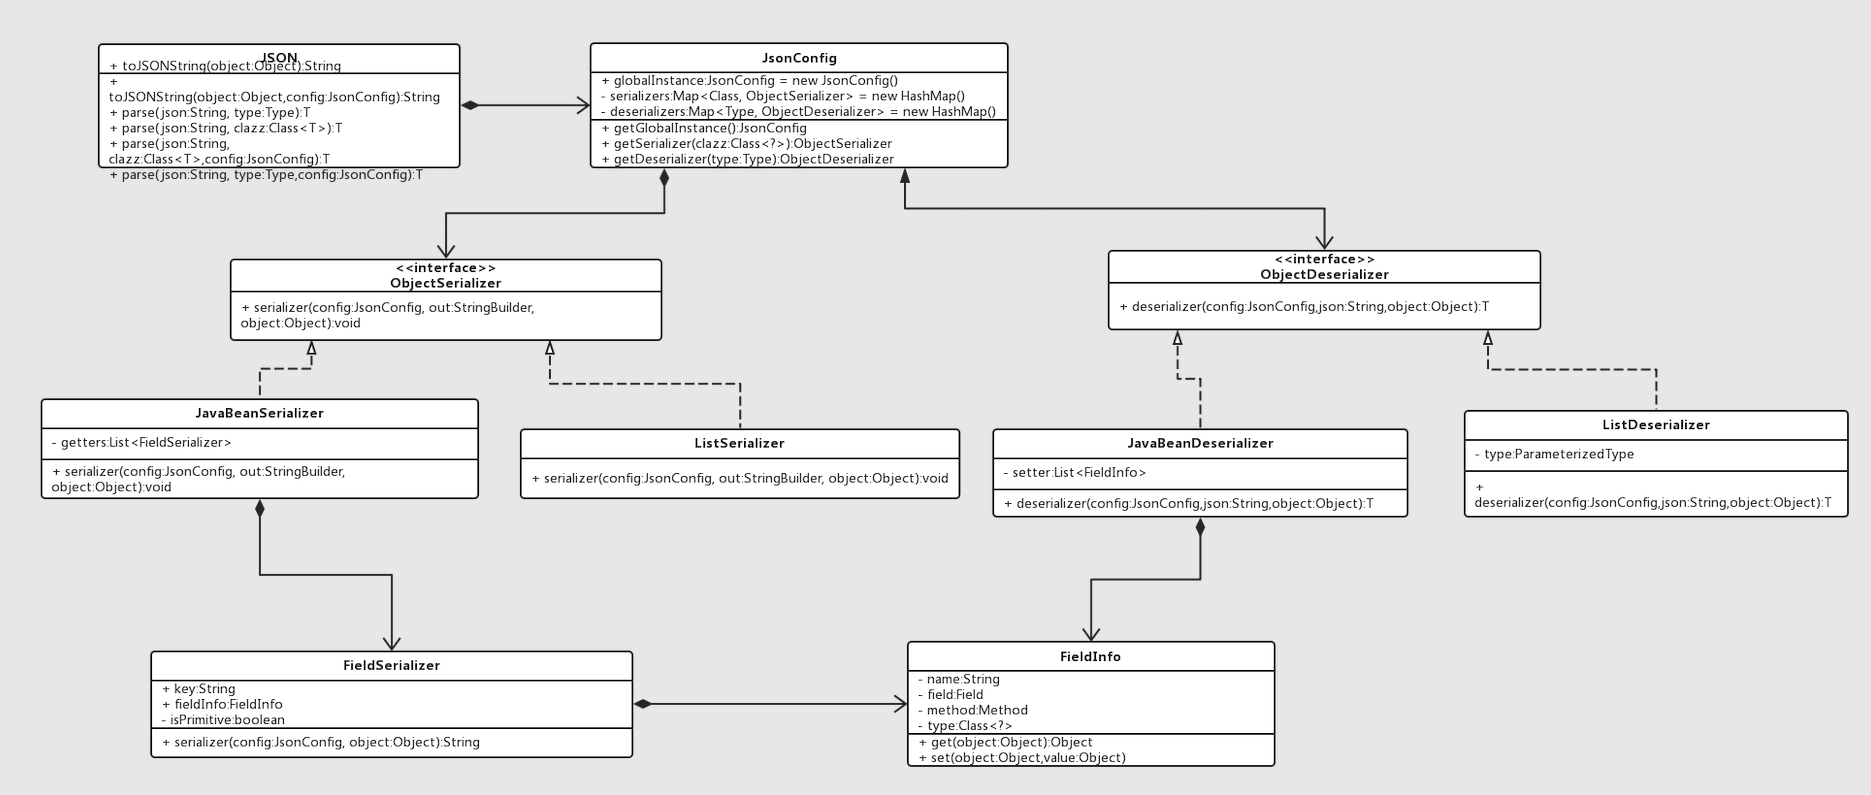 JSON
+ toJSONString(object:Object):String
+
toJSONString(object:Object,config:JsonConfig):String
+ parse(json:String, type:Type):T
+ parse(json:String, clazz:Class<T>):T
+ parse(json:String,
clazz:Class<T>,config:JsonConfig):T
+ parse(json:String, type:Type,config:JsonConfig):T
JsonConfig
+ globalInstance:JsonConfig = new JsonConfig()
- serializers:Map<Class, ObjectSerializer> = new HashMap()
- deserializers:Map<Type, ObjectDeserializer> = new HashMap()
+ getGlobalInstance():JsonConfig
+ getSerializer(clazz:Class<?>):ObjectSerializer
+ getDeserializer(type:Type):ObjectDeserializer
<<interface>>
ObjectSerializer
+ serializer(config:JsonConfig, out:StringBuilder,
object:Object):void
<<interface>>
ObjectDeserializer
+ deserializer(config:JsonConfig,json:String,object:Object):T
JavaBeanSerializer
- getters:List<FieldSerializer>
+ serializer(config:JsonConfig, out:StringBuilder,
object:Object):void
ListSerializer
+ serializer(config:JsonConfig, out:StringBuilder, object:Object):void
JavaBeanDeserializer
- setter:List<FieldInfo>
+ deserializer(config:JsonConfig,json:String,object:Object):T
ListDeserializer
- type:ParameterizedType
+
deserializer(config:JsonConfig,json:String,object:Object):T
FieldSerializer
+ key:String
+ fieldInfo:FieldInfo
- isPrimitive:boolean
+ serializer(config:JsonConfig, object:Object):String
FieldInfo
- name:String
- field:Field
- method:Method
- type:Class<?>
+ get(object:Object):Object
+ set(object:Object,value:Object)